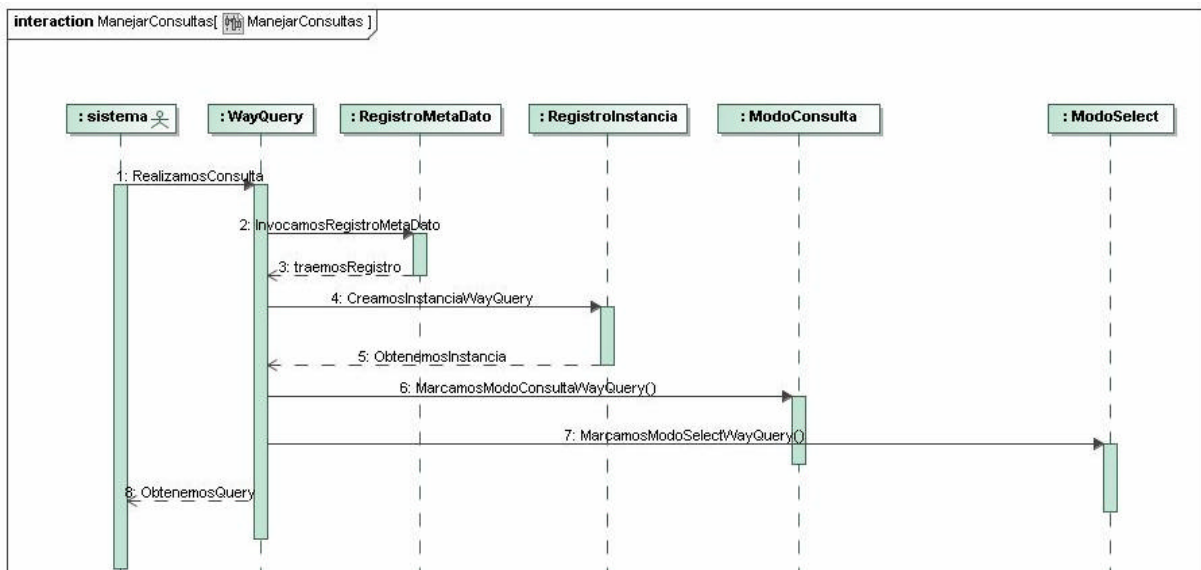 interaction ManejarConsultas[ ManejarConsultas ]
: sistema
: WayQuery
: RegistroMetaDato
: RegistroInstancia
: ModoConsulta
: ModoSelect
1: RealizamosConsulta
2: InvocamosRegistroMetaDato
3: traemosRegistro
4: CreamosInstanciaWayQuery
5: ObtenemosInstancia
6: MarcamosModoConsultaWayQuery()
7: MarcamosModoSelectWayQuery()
8: ObtenemosQuery